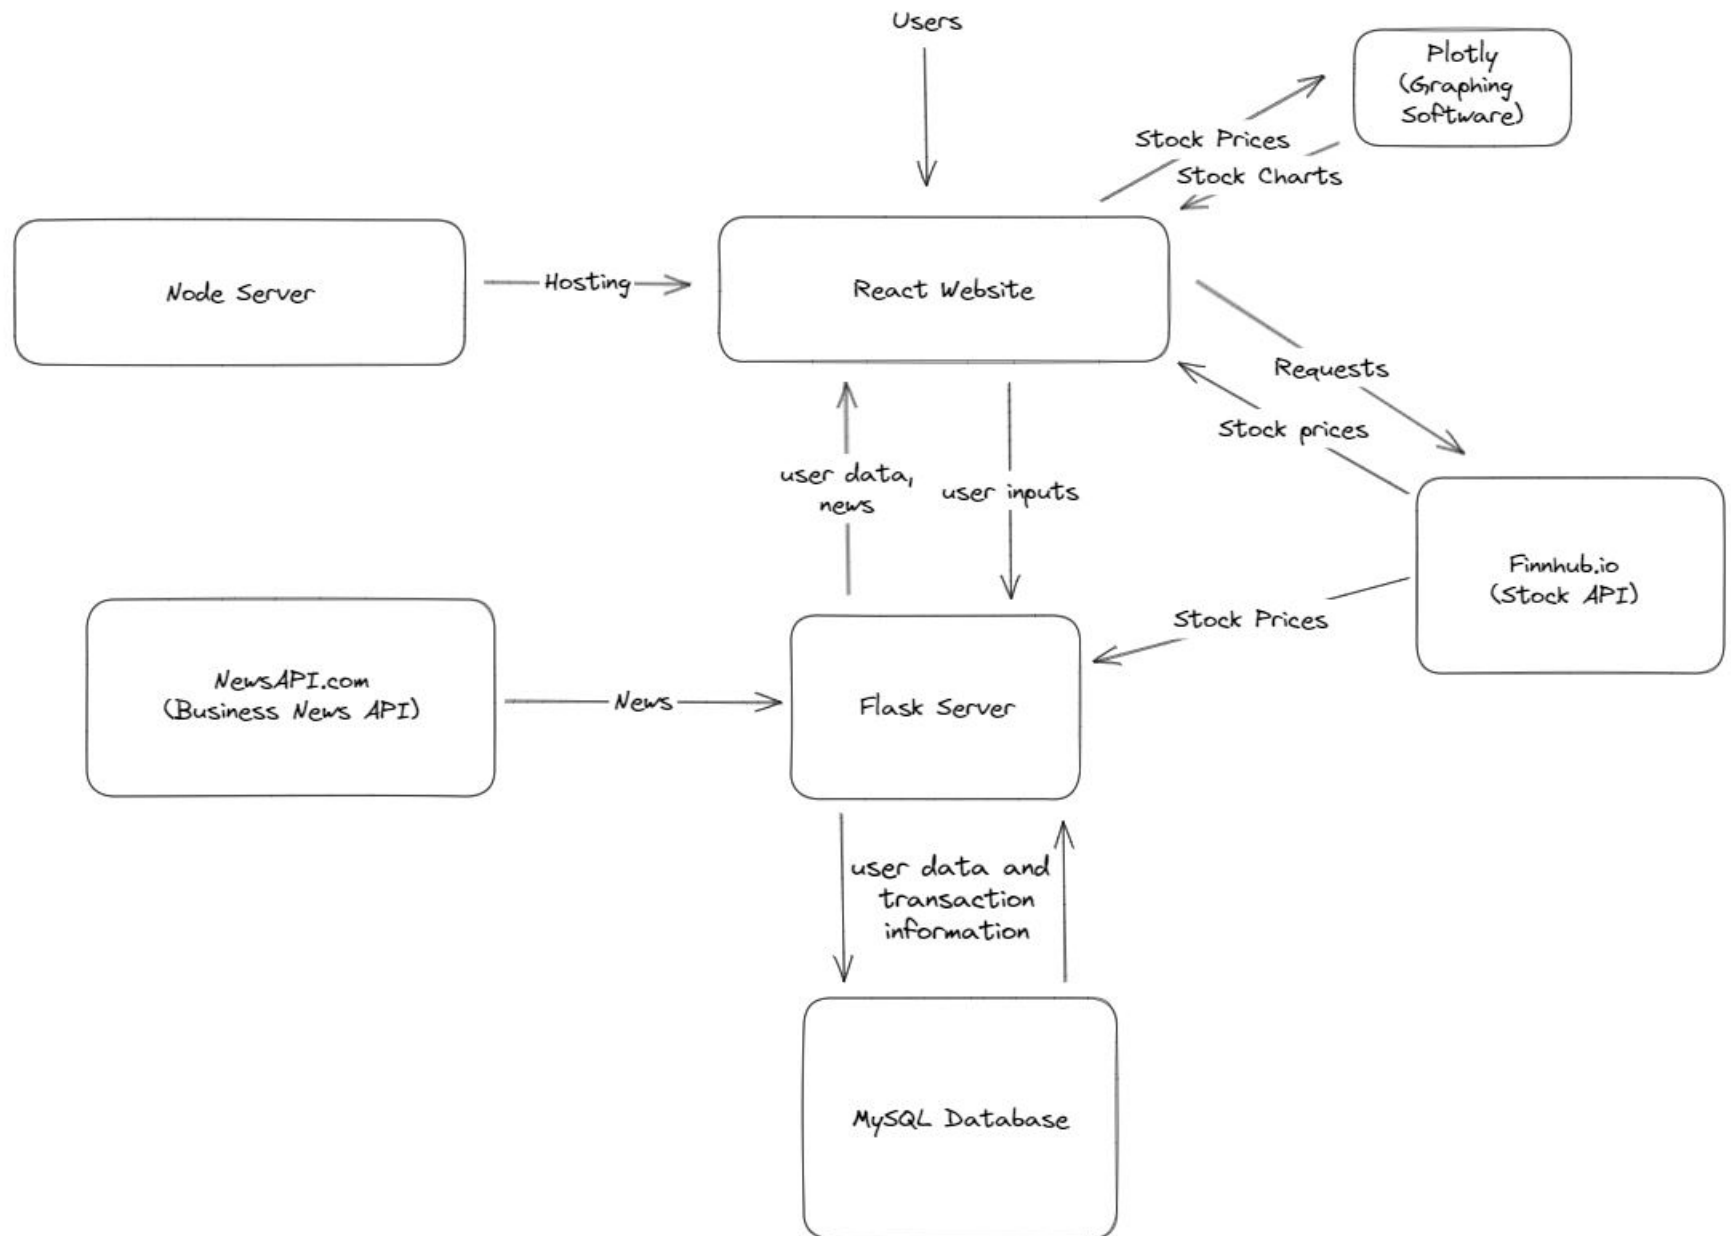 Users
Plotly
(Graphing
Software)
Stock Prices
Stock Charts
Node Server
Hosting
React Website
Requests
Stock prices
user data,
news
user inputs
Finnhub.io
(Stock API)
Stock Prices
NewsAPI.com
(Business News API)
News
Flask Server
user data and
transaction
information
MySQL Database